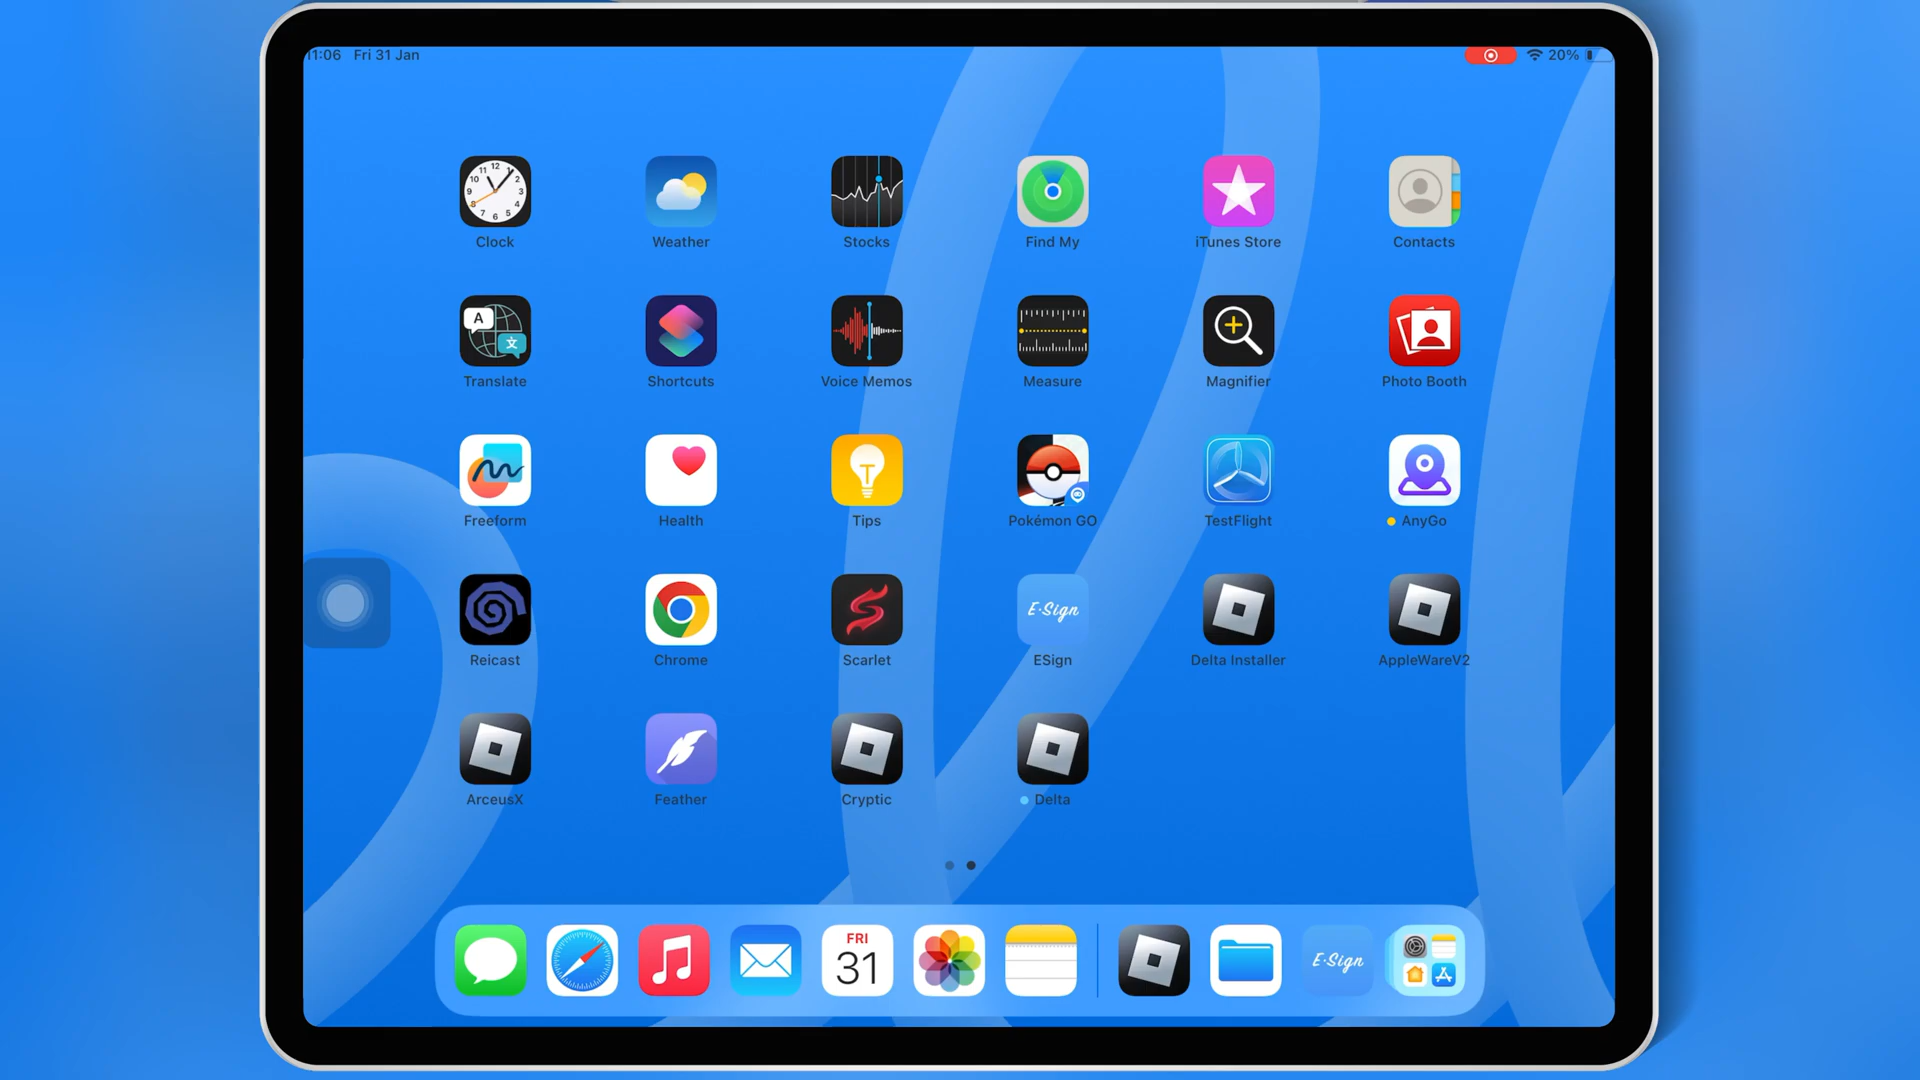 11:06 Fri 31 Jan 20%
Clock Weather Stocks Find My iTunes Store Contacts
A 文
Translate Shortcuts Voice Memos Measure Magnifier Photo Booth
Freeform Health Tips Pokémon GO TestFlight AnyGo
E·Sign
Reicast Chrome Scarlet ESign Delta Installer AppleWareV2
ArceusX Feather Cryptic Delta
FRI
31
E·Sign